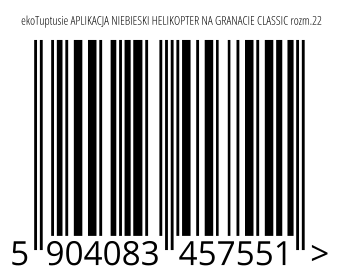 ekoTuptusie APLIKACJA NIEBIESKI HELIKOPTER NA GRANACIE CLASSIC rozm.22
5 904083 457551 >